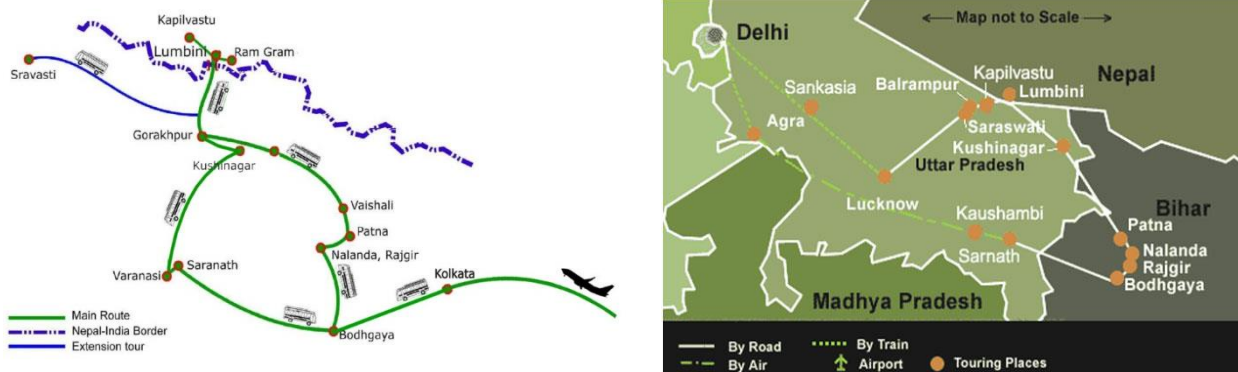 Kapilvastu
Lumbini
Ram Gram
Sravasti
Gorakhpur
Kushinagar
Vaishali
Patna
Nalanda, Rajgir
Varanasi
Saranath
Kolkata
Bodhgaya
Main Route
Nepal-India Border
Extension tour
Map not to Scale
Delhi
Nepal
Sankasia
Balrampur
Kapilvastu
Lumbini
Agra
Saraswati
Kushinagar
Uttar Pradesh
Lucknow
Kaushambi
Bihar
Patna
Sarnath
Nalanda
Rajgir
Bodhgaya
Madhya Pradesh
By Road
By Train
By Air
Airport
Touring Places